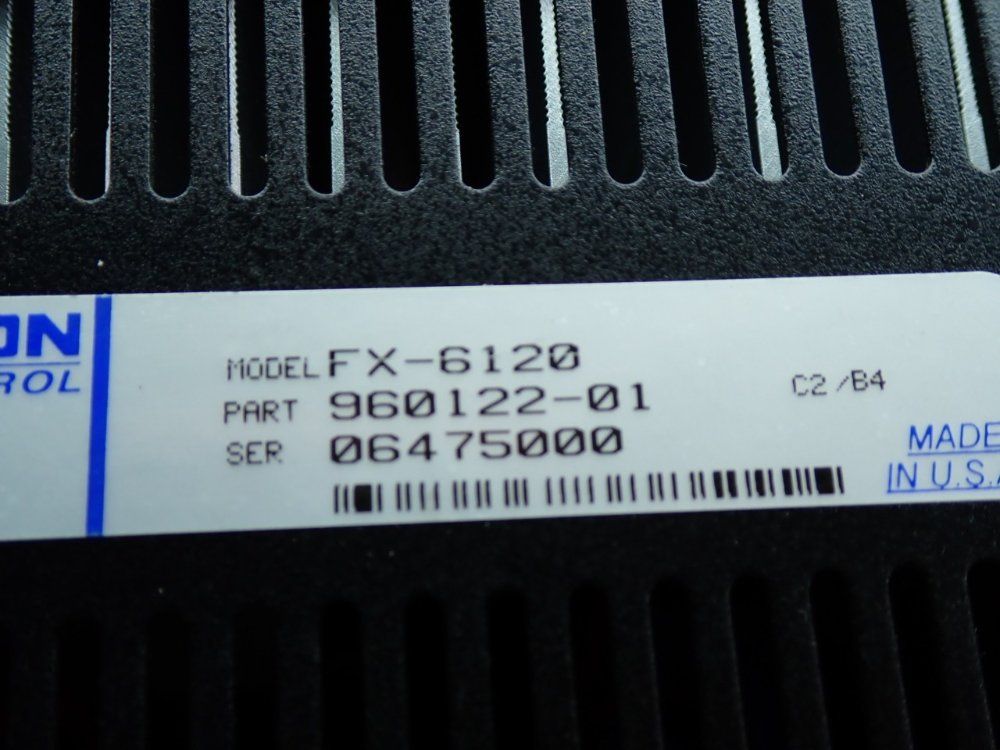 ON
ROL
MODEL FX-6120
PART 960122-01
SER 06475000
C2/B4
MADE
IN U.S.A